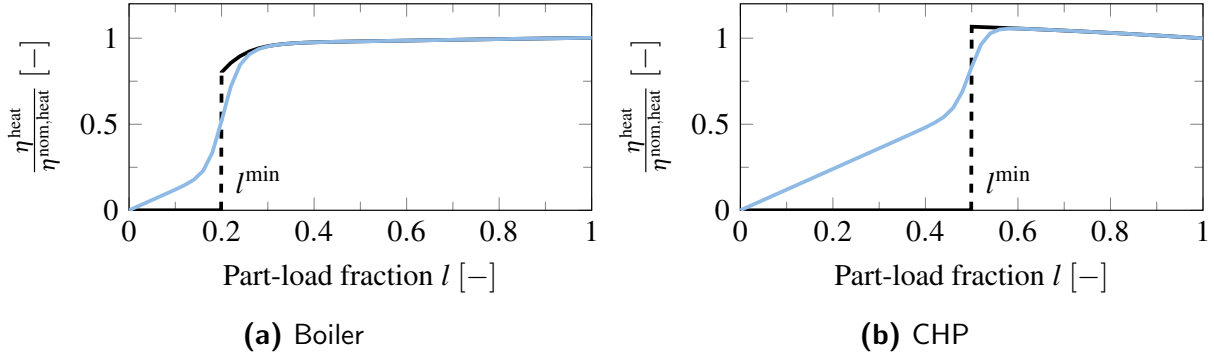 η^heat / η^nom,heat [−]
1
0.5
0
l^min
0 0.2 0.4 0.6 0.8 1
Part-load fraction l [−]
(a) Boiler
η^heat / η^nom,heat [−]
1
0.5
0
l^min
0 0.2 0.4 0.6 0.8 1
Part-load fraction l [−]
(b) CHP